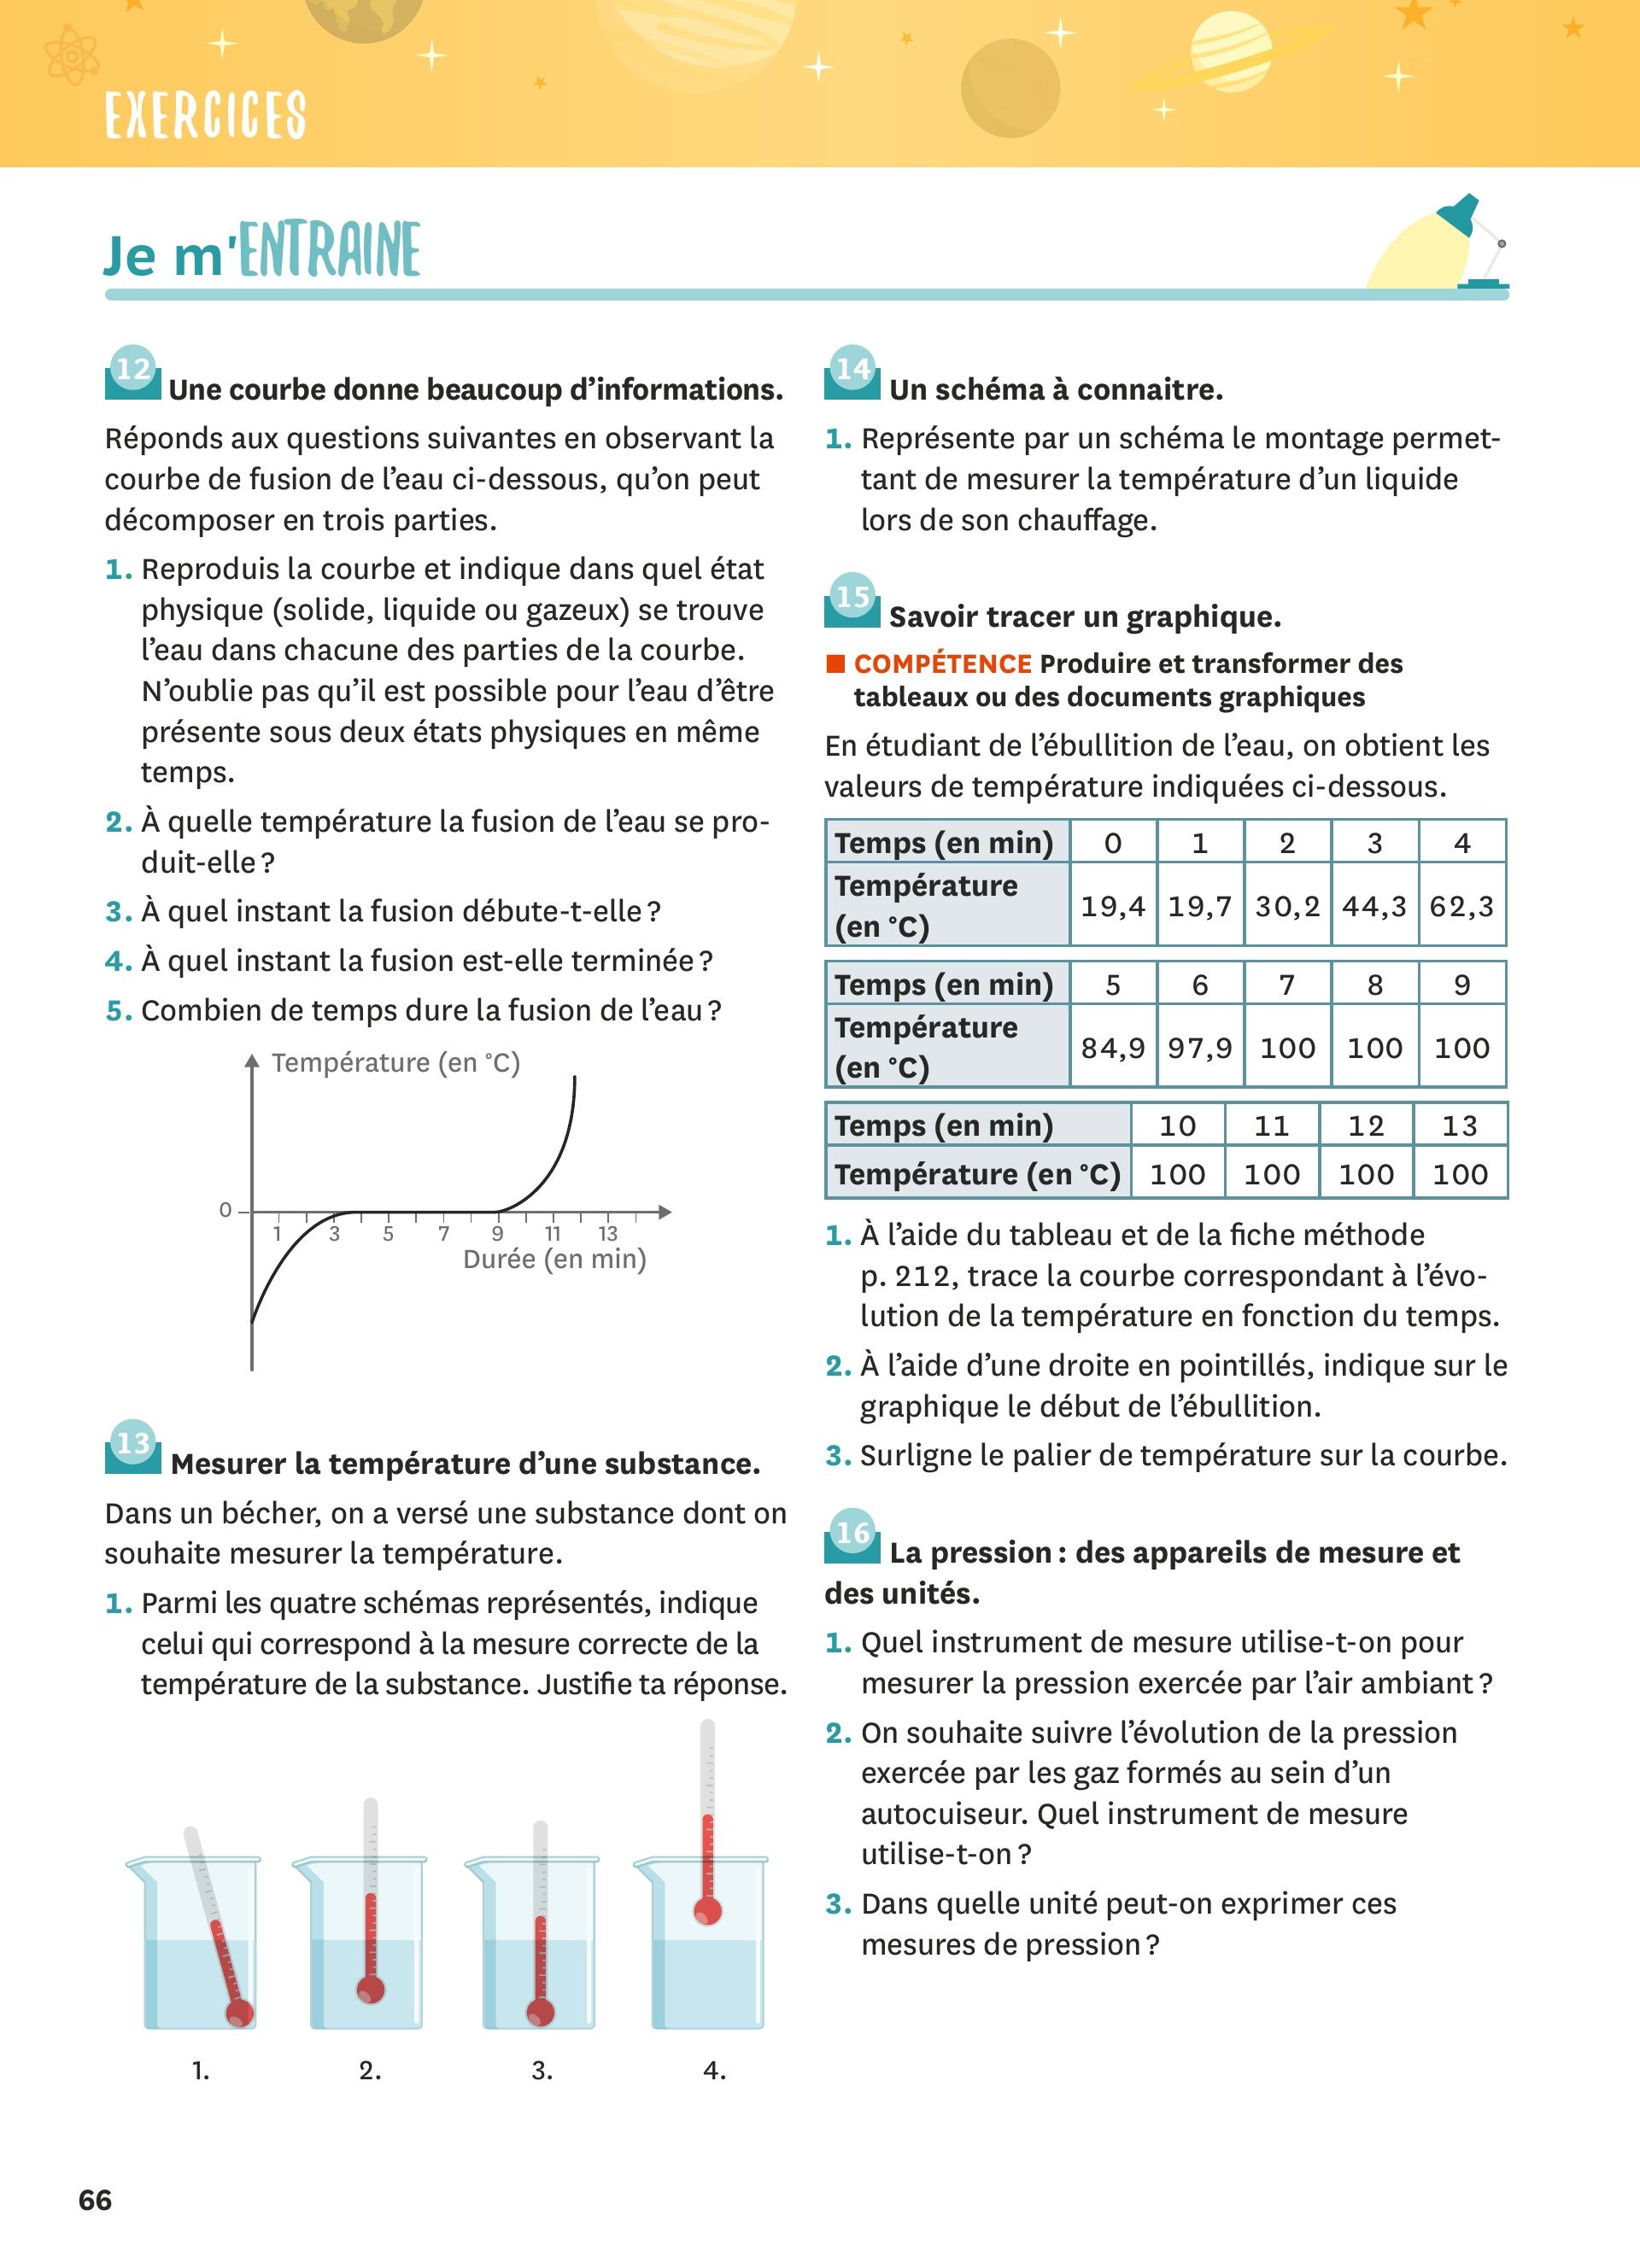 EXERCICES
Je m'ENTRAINE
12 Une courbe donne beaucoup d'informations.
Réponds aux questions suivantes en observant la
courbe de fusion de l'eau ci-dessous, qu'on peut
décomposer en trois parties.
1. Reproduis la courbe et indique dans quel état
physique (solide, liquide ou gazeux) se trouve
l'eau dans chacune des parties de la courbe.
N'oublie pas qu'il est possible pour l'eau d'être
présente sous deux états physiques en même
temps.
2. À quelle température la fusion de l'eau se pro-
duit-elle ?
3. À quel instant la fusion débute-t-elle ?
4. À quel instant la fusion est-elle terminée ?
5. Combien de temps dure la fusion de l'eau ?
Température (en °C)
0
1 3 5 7 9 11 13
Durée (en min)
13 Mesurer la température d'une substance.
Dans un bécher, on a versé une substance dont on
souhaite mesurer la température.
1. Parmi les quatre schémas représentés, indique
celui qui correspond à la mesure correcte de la
température de la substance. Justifie ta réponse.
1. 2. 3. 4.
14 Un schéma à connaitre.
1. Représente par un schéma le montage permet-
tant de mesurer la température d'un liquide
lors de son chauffage.
15 Savoir tracer un graphique.
COMPÉTENCE Produire et transformer des
tableaux ou des documents graphiques
En étudiant de l'ébullition de l'eau, on obtient les
valeurs de température indiquées ci-dessous.
Temps (en min) 0 1 2 3 4
Température
(en °C) 19,4 19,7 30,2 44,3 62,3
Temps (en min) 5 6 7 8 9
Température
(en °C) 84,9 97,9 100 100 100
Temps (en min) 10 11 12 13
Température (en °C) 100 100 100 100
1. À l'aide du tableau et de la fiche méthode
p. 212, trace la courbe correspondant à l'évo-
lution de la température en fonction du temps.
2. À l'aide d'une droite en pointillés, indique sur le
graphique le début de l'ébullition.
3. Surligne le palier de température sur la courbe.
16 La pression : des appareils de mesure et
des unités.
1. Quel instrument de mesure utilise-t-on pour
mesurer la pression exercée par l'air ambiant ?
2. On souhaite suivre l'évolution de la pression
exercée par les gaz formés au sein d'un
autocuiseur. Quel instrument de mesure
utilise-t-on ?
3. Dans quelle unité peut-on exprimer ces
mesures de pression ?
66